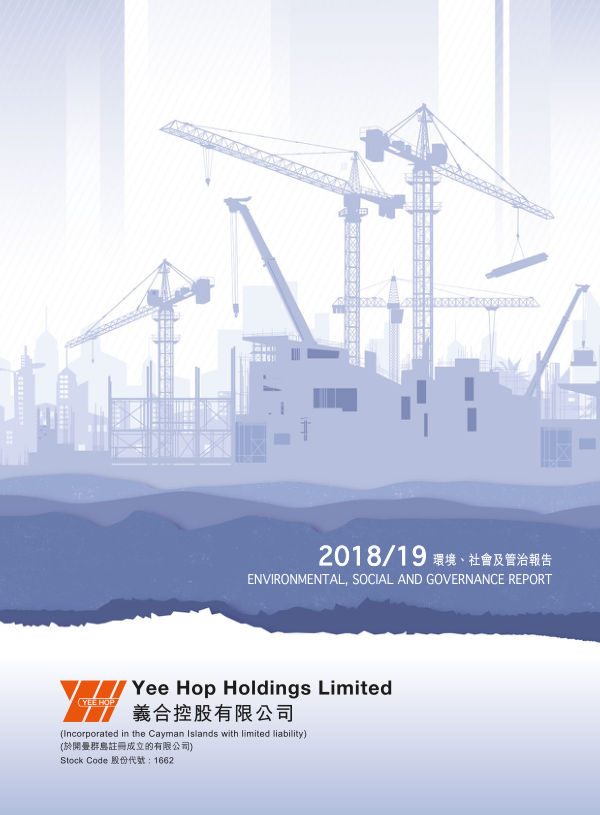 2018/19 環境、社會及管治報告
ENVIRONMENTAL, SOCIAL AND GOVERNANCE REPORT
YEE HOP
Yee Hop Holdings Limited
義合控股有限公司
(Incorporated in the Cayman Islands with limited liability)
(於開曼群島註冊成立的有限公司)
Stock Code 股份代號 : 1662